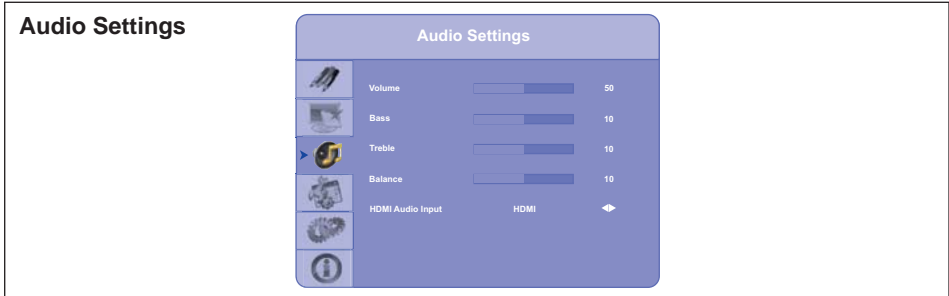 Audio Settings
Audio Settings
Volume 50
Bass 10
Treble 10
Balance 10
HDMI Audio Input HDMI